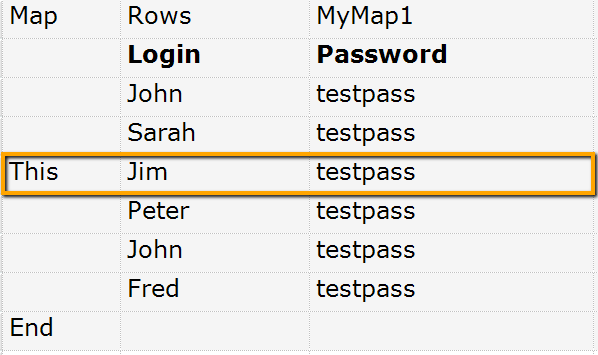 Map Rows MyMap1
Login Password
John testpass
Sarah testpass
This Jim testpass
Peter testpass
John testpass
Fred testpass
End